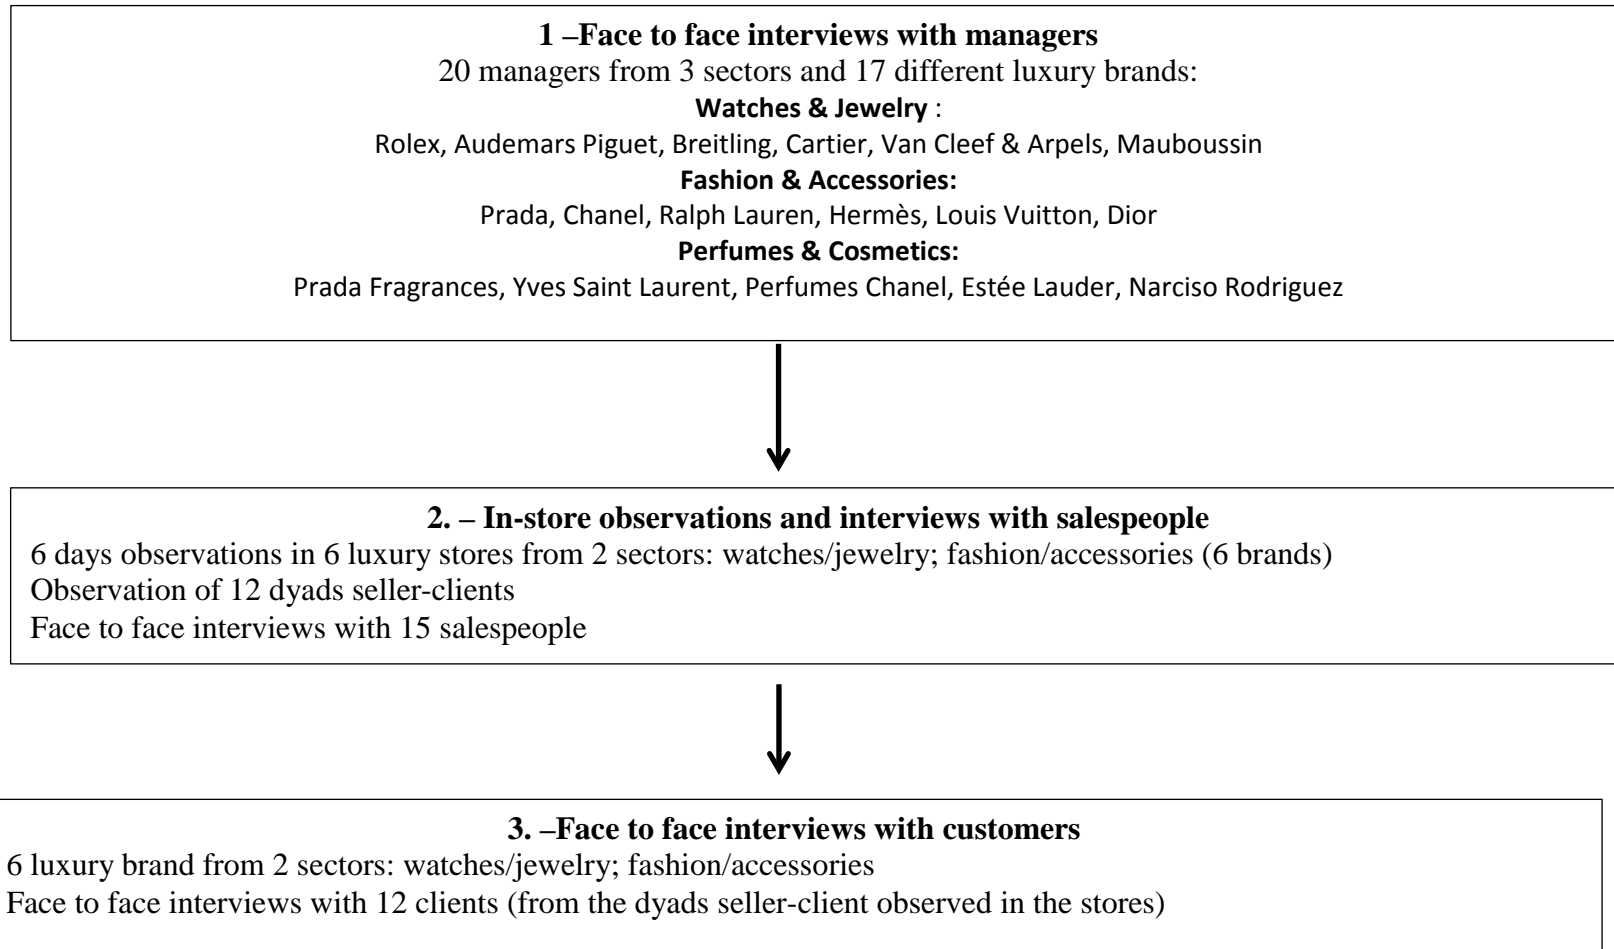 1 –Face to face interviews with managers
20 managers from 3 sectors and 17 different luxury brands:
Watches & Jewelry :
Rolex, Audemars Piguet, Breitling, Cartier, Van Cleef & Arpels, Mauboussin
Fashion & Accessories:
Prada, Chanel, Ralph Lauren, Hermès, Louis Vuitton, Dior
Perfumes & Cosmetics:
Prada Fragrances, Yves Saint Laurent, Perfumes Chanel, Estée Lauder, Narciso Rodriguez
2. – In-store observations and interviews with salespeople
6 days observations in 6 luxury stores from 2 sectors: watches/jewelry; fashion/accessories (6 brands)
Observation of 12 dyads seller-clients
Face to face interviews with 15 salespeople
3. –Face to face interviews with customers
6 luxury brand from 2 sectors: watches/jewelry; fashion/accessories
Face to face interviews with 12 clients (from the dyads seller-client observed in the stores)